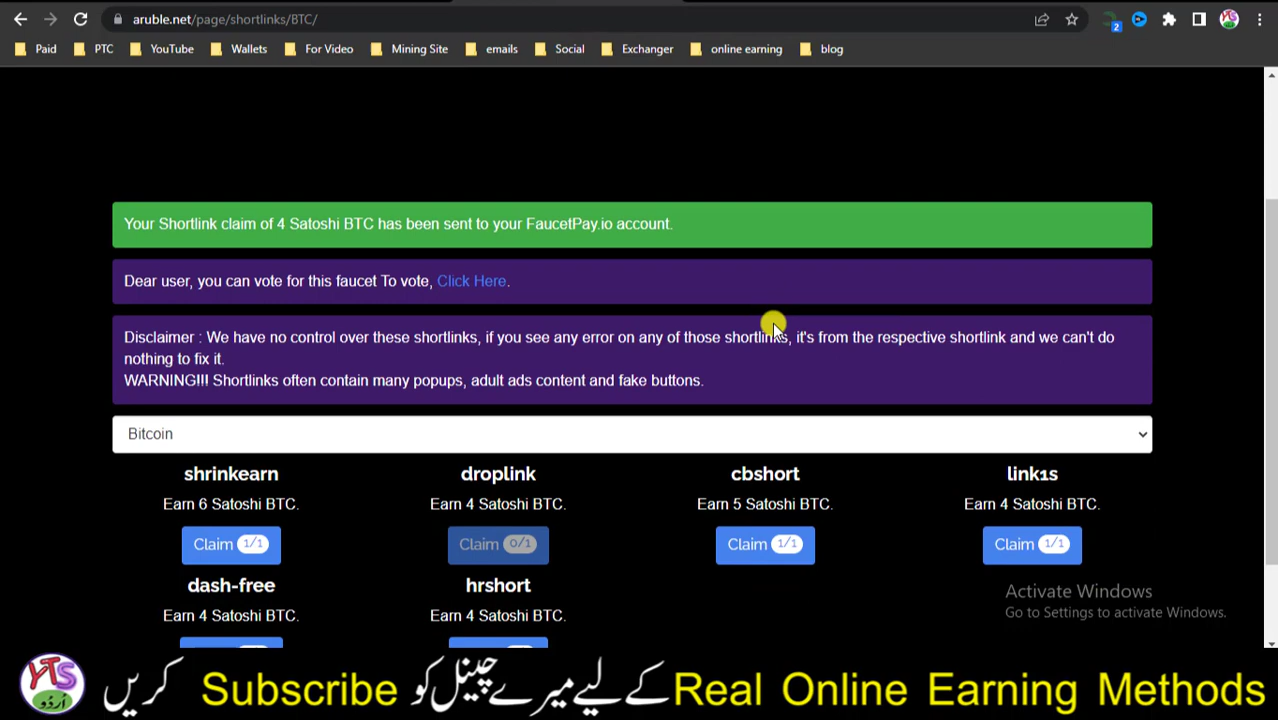 aruble.net/page/shortlinks/BTC/
2
Paid PTC YouTube Wallets For Video Mining Site emails Social Exchanger online earning blog
Your Shortlink claim of 4 Satoshi BTC has been sent to your FaucetPay.io account.
Dear user, you can vote for this faucet To vote, Click Here.
Disclaimer : We have no control over these shortlinks, if you see any error on any of those shortlinks, it's from the respective shortlink and we can't do
nothing to fix it.
WARNING!!! Shortlinks often contain many popups, adult ads content and fake buttons.
Bitcoin
shrinkearn droplink cbshort link1s
Earn 6 Satoshi BTC. Earn 4 Satoshi BTC. Earn 5 Satoshi BTC. Earn 4 Satoshi BTC.
Claim 1/1 Claim 0/1 Claim 1/1 Claim 1/1
dash-free hrshort
Earn 4 Satoshi BTC. Earn 4 Satoshi BTC.
Activate Windows
Go to Settings to activate Windows.
YTS اُردُو
Real Online Earning Methods کے لیے میرے چینل کو Subscribe کریں